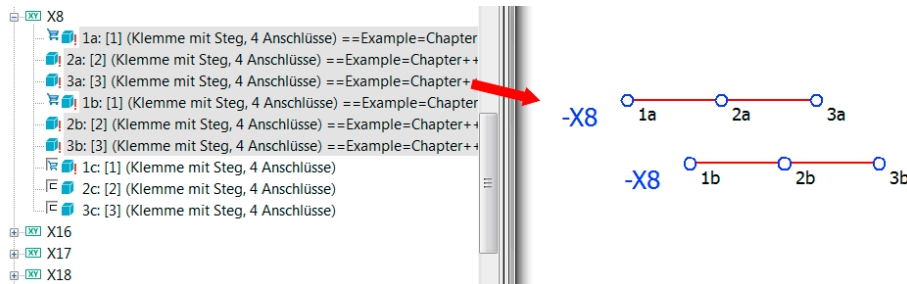 XY X8
1a: [1] (Klemme mit Steg, 4 Anschlüsse) ==Example=Chapter
2a: [2] (Klemme mit Steg, 4 Anschlüsse) ==Example=Chapter++
3a: [3] (Klemme mit Steg, 4 Anschlüsse) ==Example=Chapter++
1b: [1] (Klemme mit Steg, 4 Anschlüsse) ==Example=Chapter
2b: [2] (Klemme mit Steg, 4 Anschlüsse) ==Example=Chapter++
3b: [3] (Klemme mit Steg, 4 Anschlüsse) ==Example=Chapter++
1c: [1] (Klemme mit Steg, 4 Anschlüsse)
2c: [2] (Klemme mit Steg, 4 Anschlüsse)
3c: [3] (Klemme mit Steg, 4 Anschlüsse)
XY X16
XY X17
XY X18
-X8 1a 2a 3a
-X8 1b 2b 3b